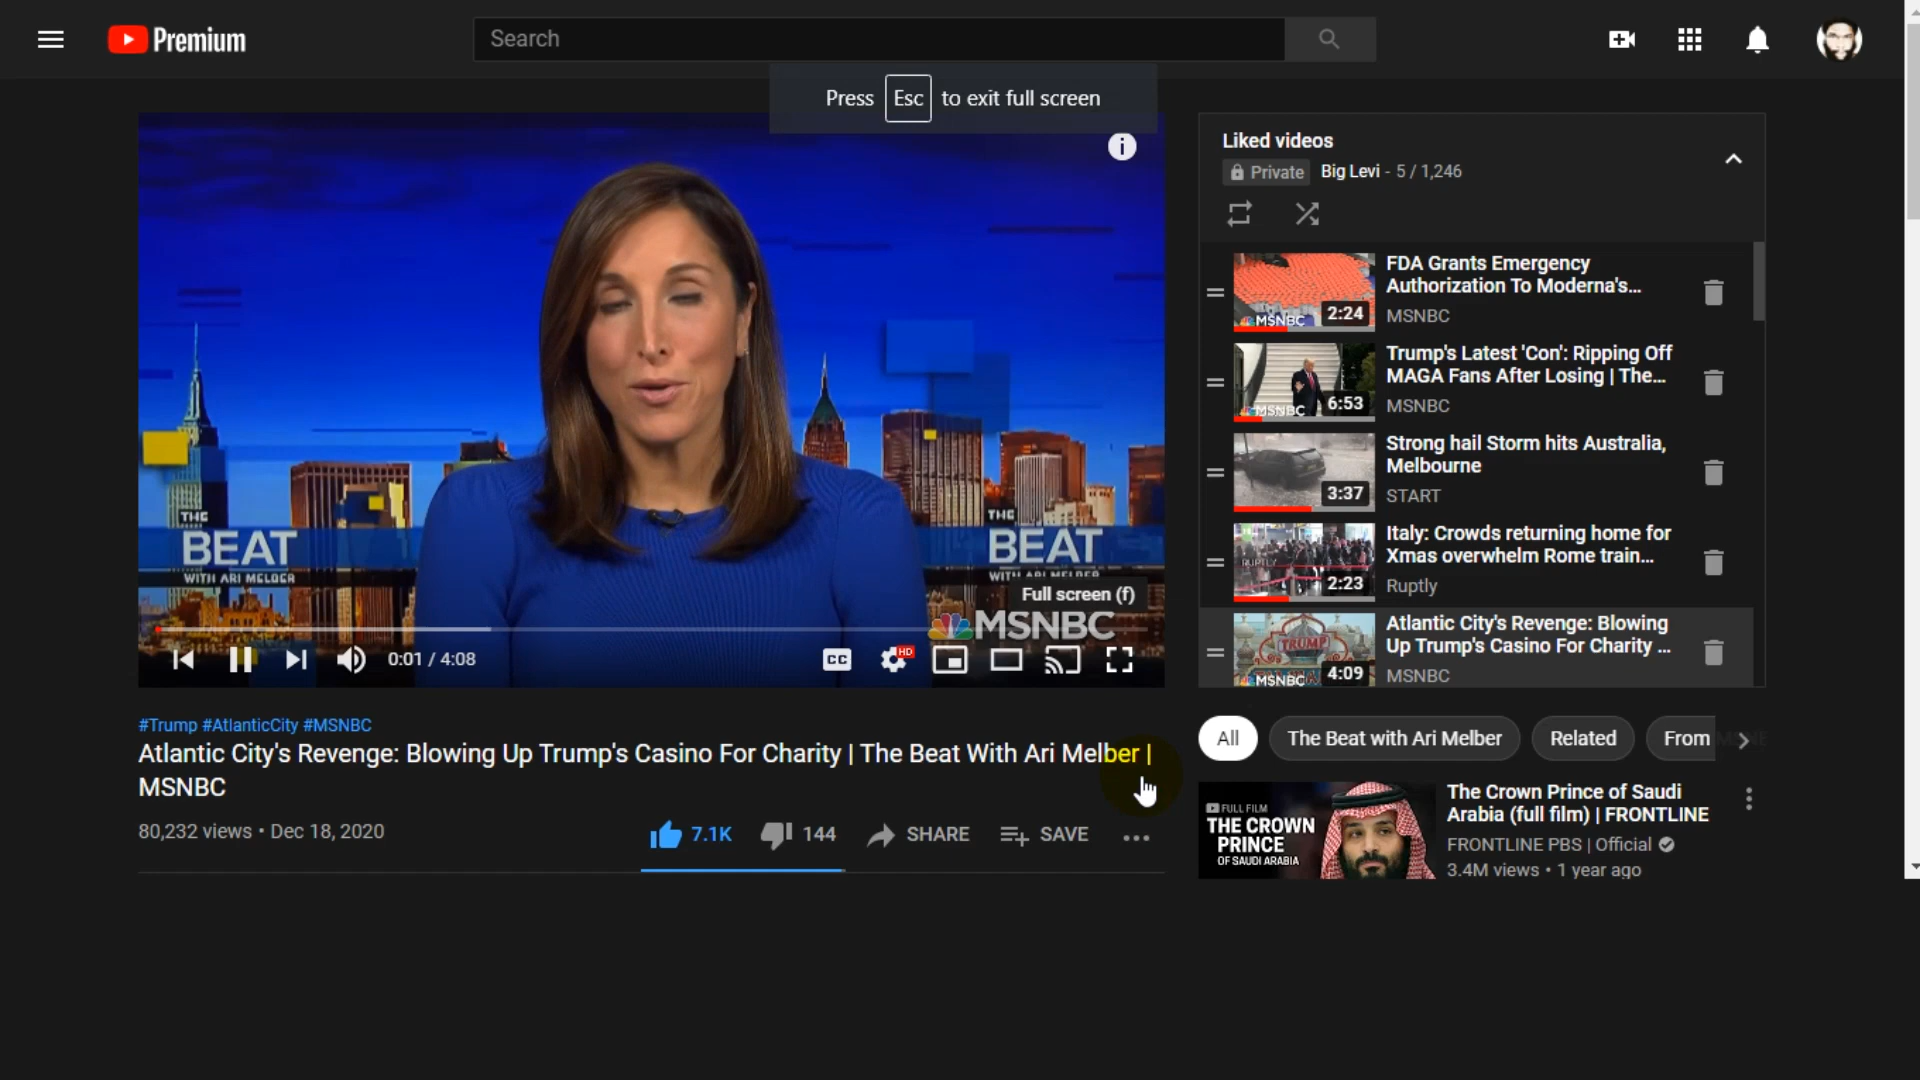 Premium
Search
Press Esc to exit full screen
THE
BEAT
WITH ARI MELBER
THE
BEAT
Full screen (f)
MSNBC
0:01 / 4:08
CC
HD
#Trump #AtlanticCity #MSNBC
Atlantic City's Revenge: Blowing Up Trump's Casino For Charity | The Beat With Ari Melber |
MSNBC
80,232 views • Dec 18, 2020
7.1K
144
SHARE
SAVE
Liked videos
Private Big Levi - 5 / 1,246
FDA Grants Emergency
Authorization To Moderna's...
MSNBC
MSNBC 2:24
Trump's Latest 'Con': Ripping Off
MAGA Fans After Losing | The...
MSNBC
MSNBC 6:53
Strong hail Storm hits Australia,
Melbourne
START
3:37
Italy: Crowds returning home for
Xmas overwhelm Rome train...
Ruptly
RUPTLY
2:23
Atlantic City's Revenge: Blowing
Up Trump's Casino For Charity ...
MSNBC
TRUMP
MSNBC 4:09
All
The Beat with Ari Melber
Related
From
FULL FILM
THE CROWN
PRINCE
OF SAUDI ARABIA
The Crown Prince of Saudi
Arabia (full film) | FRONTLINE
FRONTLINE PBS | Official
3.4M views • 1 year ago